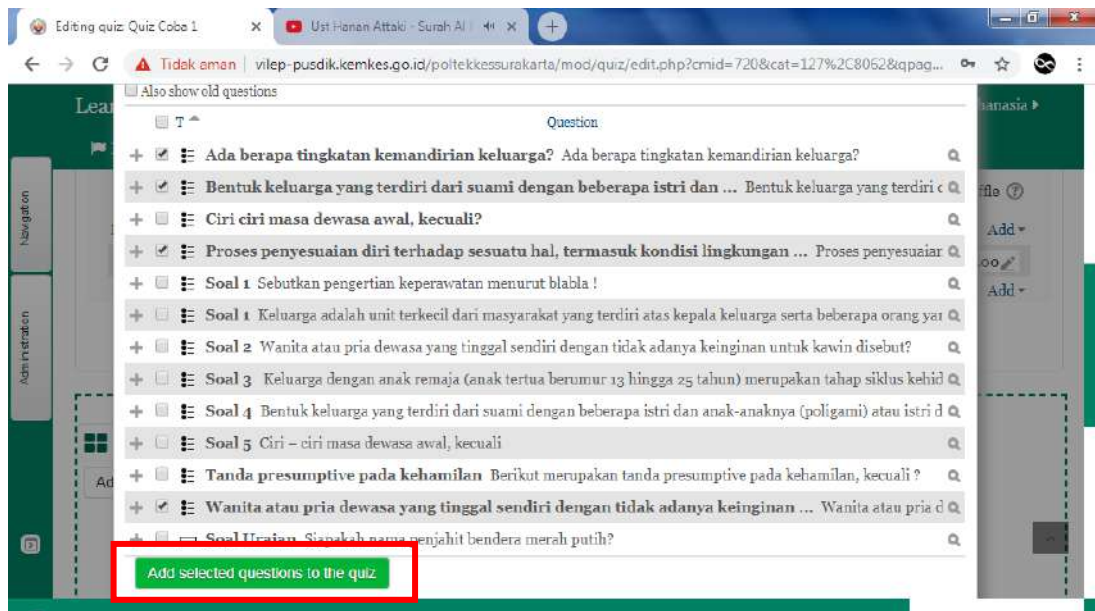 Editing quiz: Quiz Coba 1
Ust Hanan Attaki - Surah Al
Tidak aman | vilep-pusdik.kemkes.go.id/poltekkessurakarta/mod/quiz/edit.php?cmid=720&cat=127%2C8062&qpag...
Lear
Also show old questions
hanasia
T
Question
Ada berapa tingkatan kemandirian keluarga? Ada berapa tingkatan kemandirian keluarga?
Bentuk keluarga yang terdiri dari suami dengan beberapa istri dan ... Bentuk keluarga yang terdiri d
ffle
Navigation
Ciri ciri masa dewasa awal, kecuali?
Add
Proses penyesuaian diri terhadap sesuatu hal, termasuk kondisi lingkungan ... Proses penyesuaian
.00
Soal 1 Sebutkan pengertian keperawatan menurut blabla !
Add
Soal 1 Keluarga adalah unit terkecil dari masyarakat yang terdiri atas kepala keluarga serta beberapa orang yan
Administration
Soal 2 Wanita atau pria dewasa yang tinggal sendiri dengan tidak adanya keinginan untuk kawin disebut?
Soal 3 Keluarga dengan anak remaja (anak tertua berumur 13 hingga 25 tahun) merupakan tahap siklus kehid
Soal 4 Bentuk keluarga yang terdiri dari suami dengan beberapa istri dan anak-anaknya (poligami) atau istri d
Soal 5 Ciri – ciri masa dewasa awal, kecuali
Ad
Tanda presumptive pada kehamilan Berikut merupakan tanda presumptive pada kehamilan, kecuali ?
Wanita atau pria dewasa yang tinggal sendiri dengan tidak adanya keinginan ... Wanita atau pria d
Soal Uraian Siapakah nama penjahit bendera merah putih?
Add selected questions to the quiz